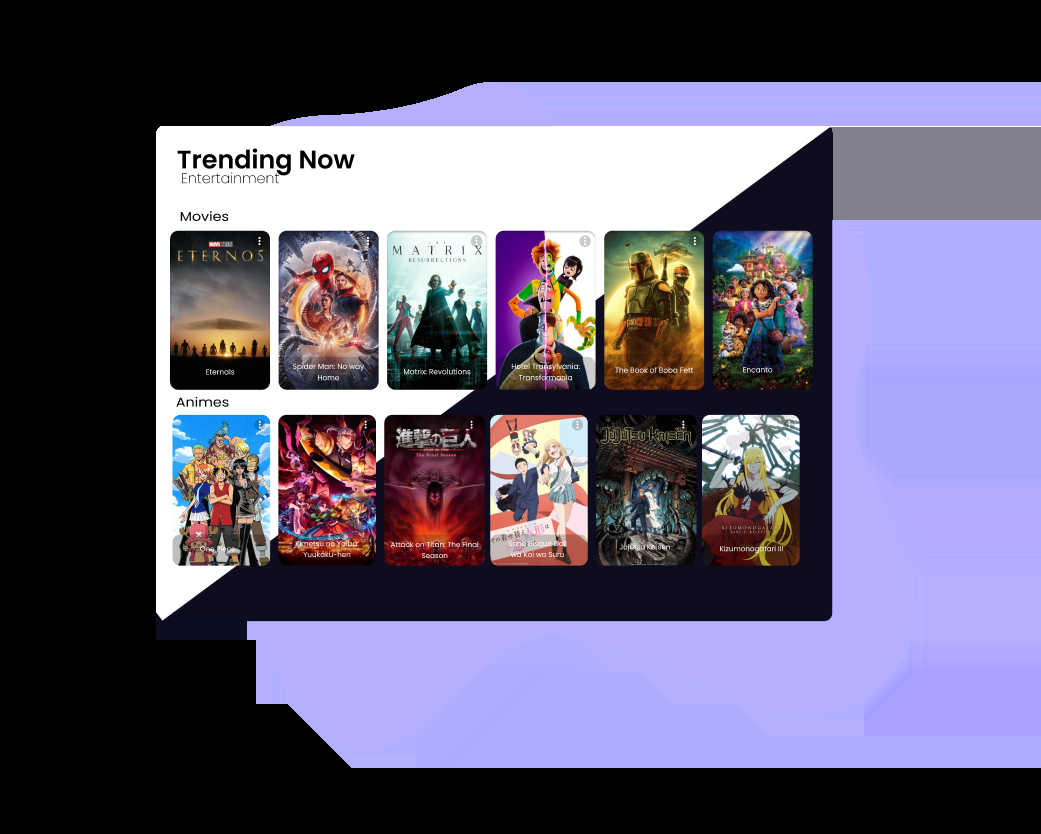 Trending Now
Entertainment
Movies
MARVEL STUDIOS
ETERNOS
Eternals
Spider Man: No way
Home
THE
MATRIX
RESURRECTIONS
Matrix: Revolutions
Hotel Transylvania:
Transformania
The Book of Boba Fett
Encanto
Animes
One Piece
Kimetsu no Yaiba:
Yuukaku-hen
進撃の巨人
The Final Season
Attack on Titan: The Final
Season
Sono Bisque Doll
wa Koi wo Suru
JUJUTSU KAISEN
Jujutsu Kaisen
Kizumonogatari III